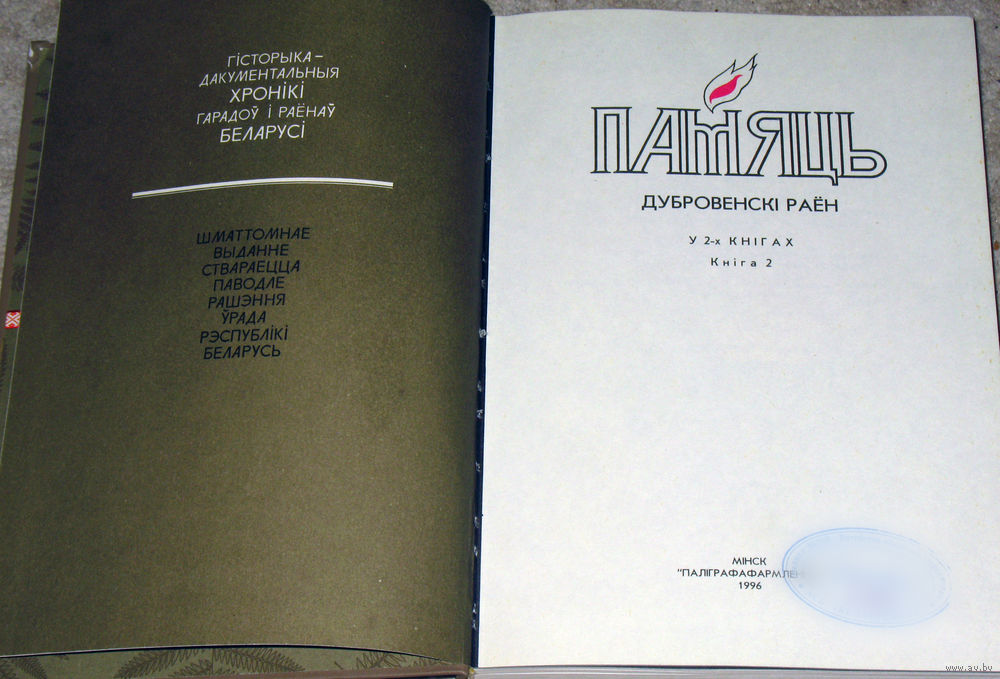 ГІСТОРЫКА–
ДАКУМЕНТАЛЬНЫЯ
ХРОНІКІ
ГАРАДОЎ І РАЁНАЎ
БЕЛАРУСІ
ШМАТТОМНАЕ
ВЫДАННЕ
СТВАРАЕЦЦА
ПАВОДЛЕ
РАШЭННЯ
ЎРАДА
РЭСПУБЛІКІ
БЕЛАРУСЬ
ПАМЯЦЬ
ДУБРОВЕНСКІ РАЁН
У 2-х КНІГАХ
Кніга 2
МІНСК
"ПАЛІГРАФАФАРМЛЕН
1996
www.ay.by